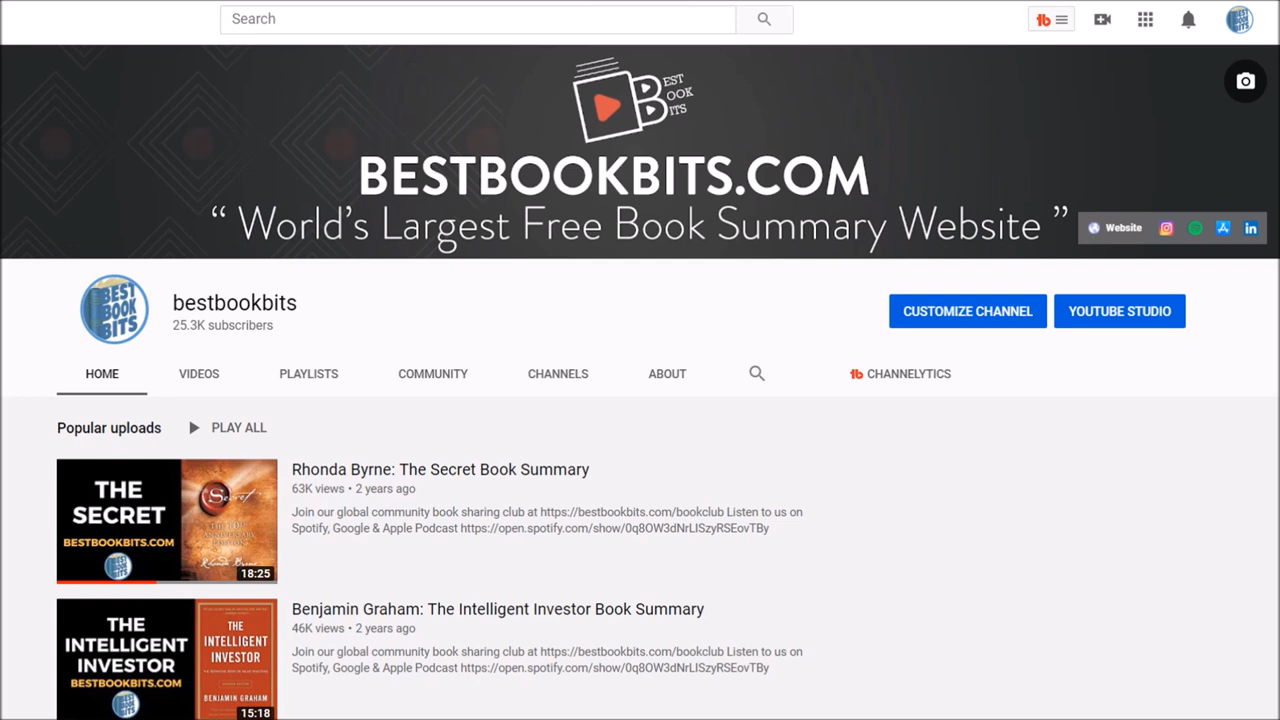 Search
BEST
BOOK
BITS
BESTBOOKBITS.COM
“ World’s Largest Free Book Summary Website ”
Website
bestbookbits
25.3K subscribers
CUSTOMIZE CHANNEL
YOUTUBE STUDIO
HOME
VIDEOS
PLAYLISTS
COMMUNITY
CHANNELS
ABOUT
CHANNELYTICS
Popular uploads
PLAY ALL
THE
SECRET
BESTBOOKBITS.COM
The Secret
Rhonda Byrne
18:25
Rhonda Byrne: The Secret Book Summary
63K views • 2 years ago
Join our global community book sharing club at https://bestbookbits.com/bookclub Listen to us on
Spotify, Google & Apple Podcast https://open.spotify.com/show/0q8OW3dNrLISzyRSEovTBy
THE
INTELLIGENT
INVESTOR
BESTBOOKBITS.COM
THE
INTELLIGENT
INVESTOR
BENJAMIN GRAHAM
15:18
Benjamin Graham: The Intelligent Investor Book Summary
46K views • 2 years ago
Join our global community book sharing club at https://bestbookbits.com/bookclub Listen to us on
Spotify, Google & Apple Podcast https://open.spotify.com/show/0q8OW3dNrLISzyRSEovTBy